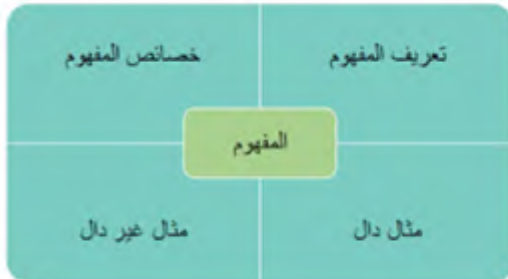 تعريف المفهوم
خصائص المفهوم
المفهوم
مثال دال
مثال غير دال